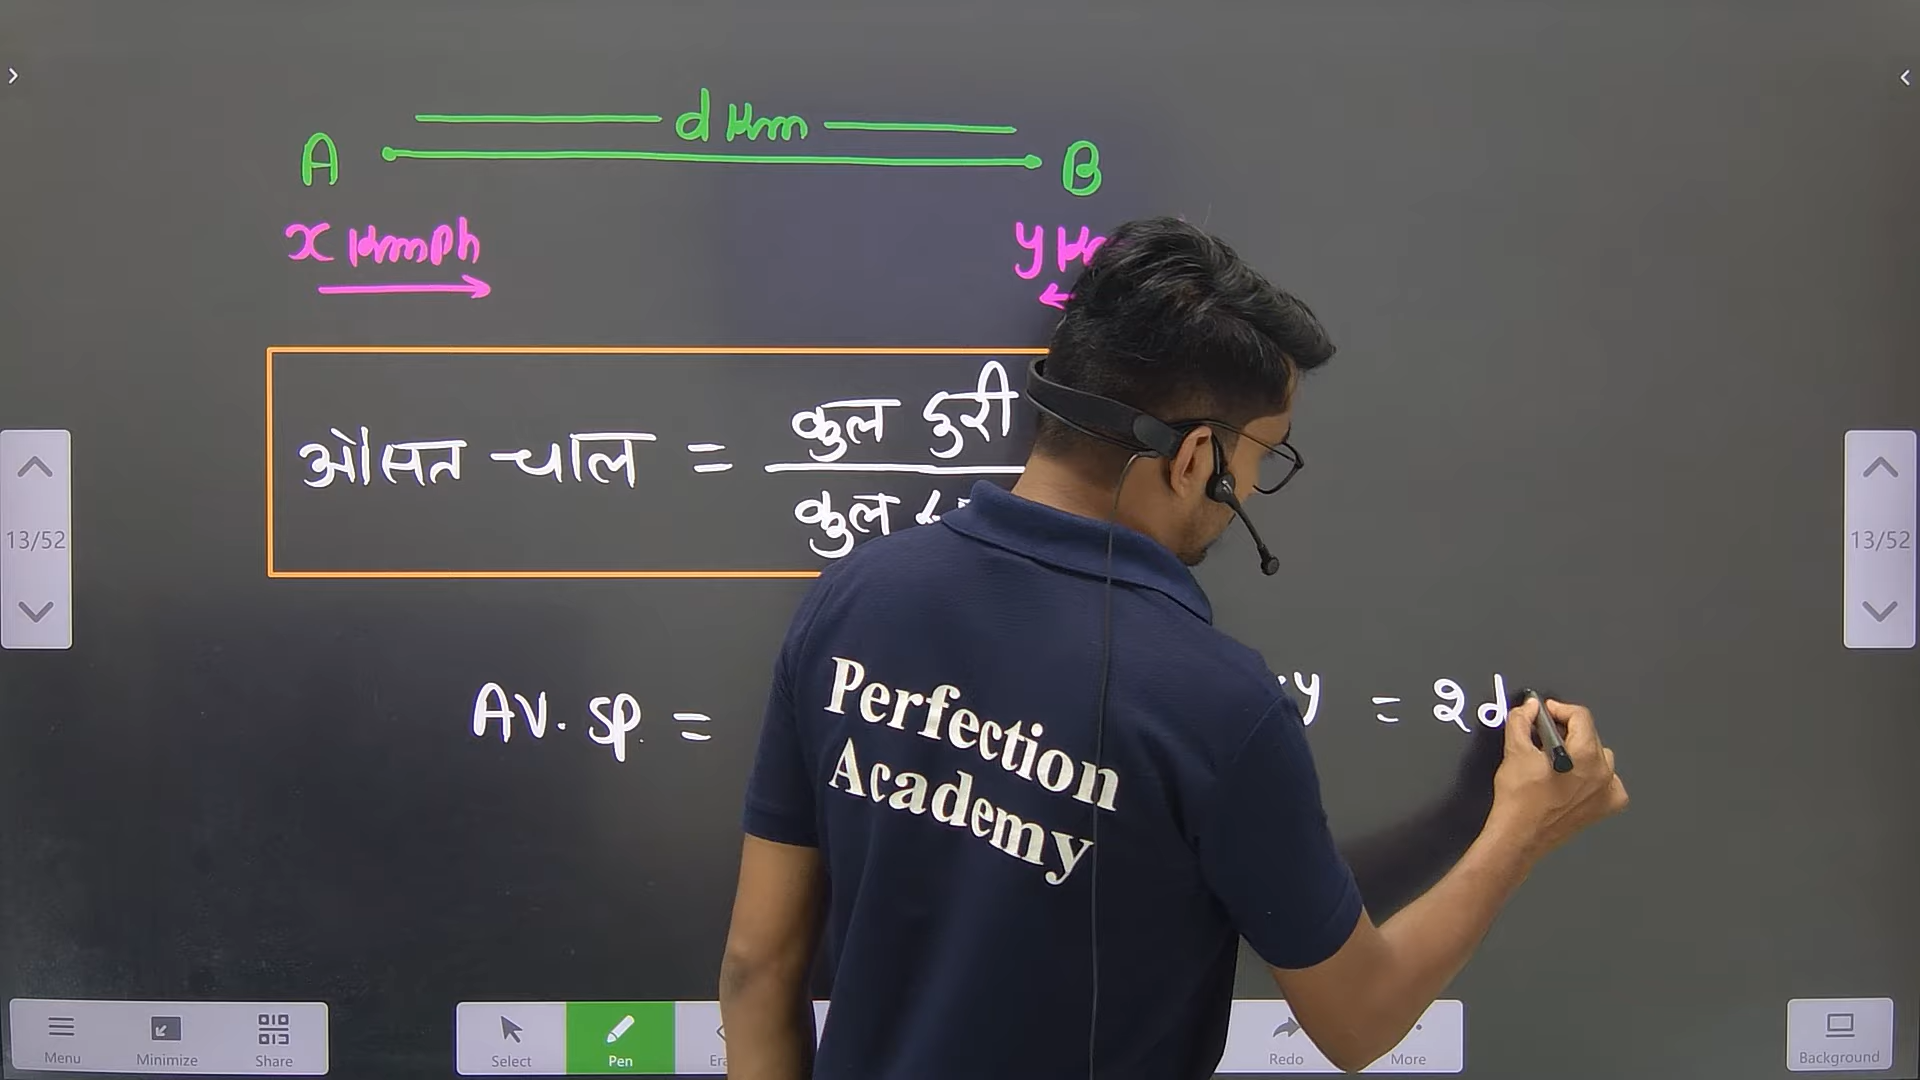 d Km
A B
x Kmph y
औसत चाल = कुल दुरी
कुल
AV. SP. = y = 2d
Perfection
Academy
13/52 13/52
Menu Minimize Share Select Pen Redo More Background